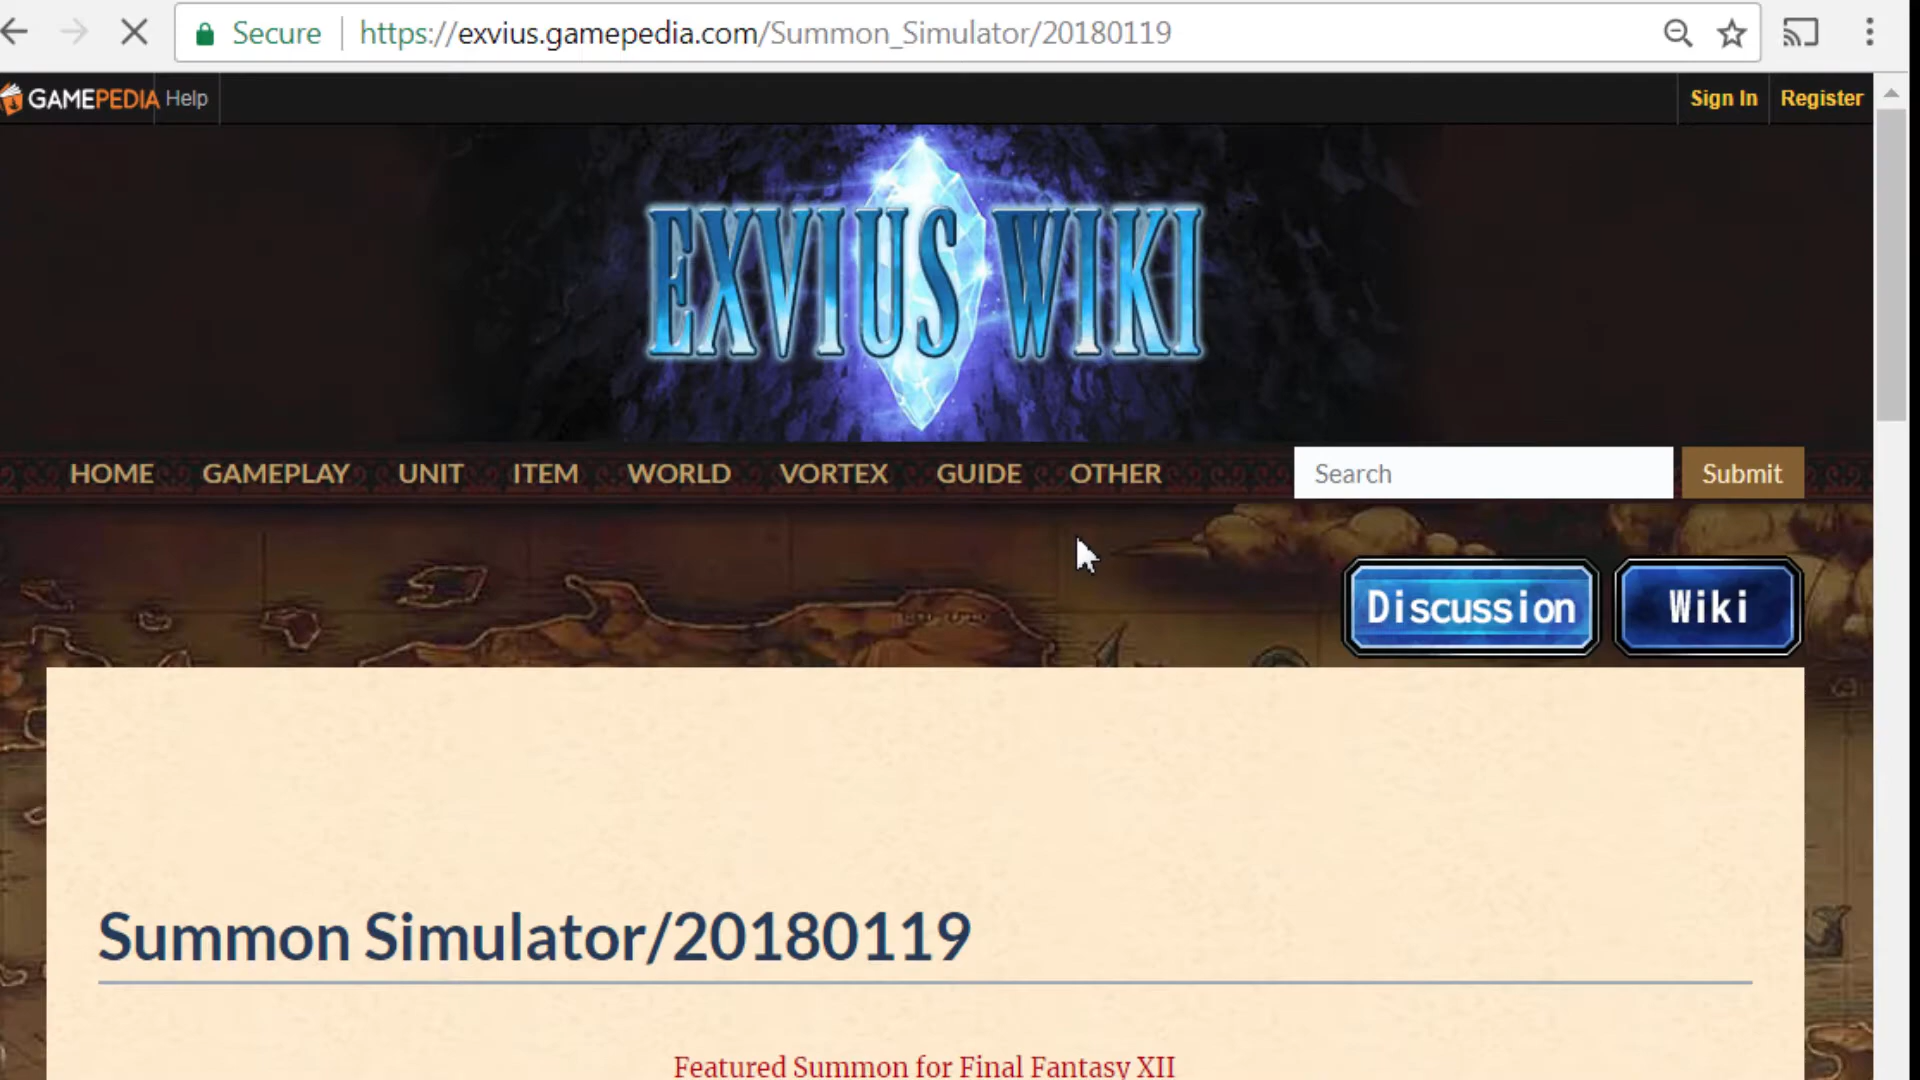 Secure https://exvius.gamepedia.com/Summon_Simulator/20180119
GAMEPEDIA Help Sign In Register
EXVIUS WIKI
HOME GAMEPLAY UNIT ITEM WORLD VORTEX GUIDE OTHER Search Submit
Discussion Wiki
Summon Simulator/20180119
Featured Summon for Final Fantasy XII